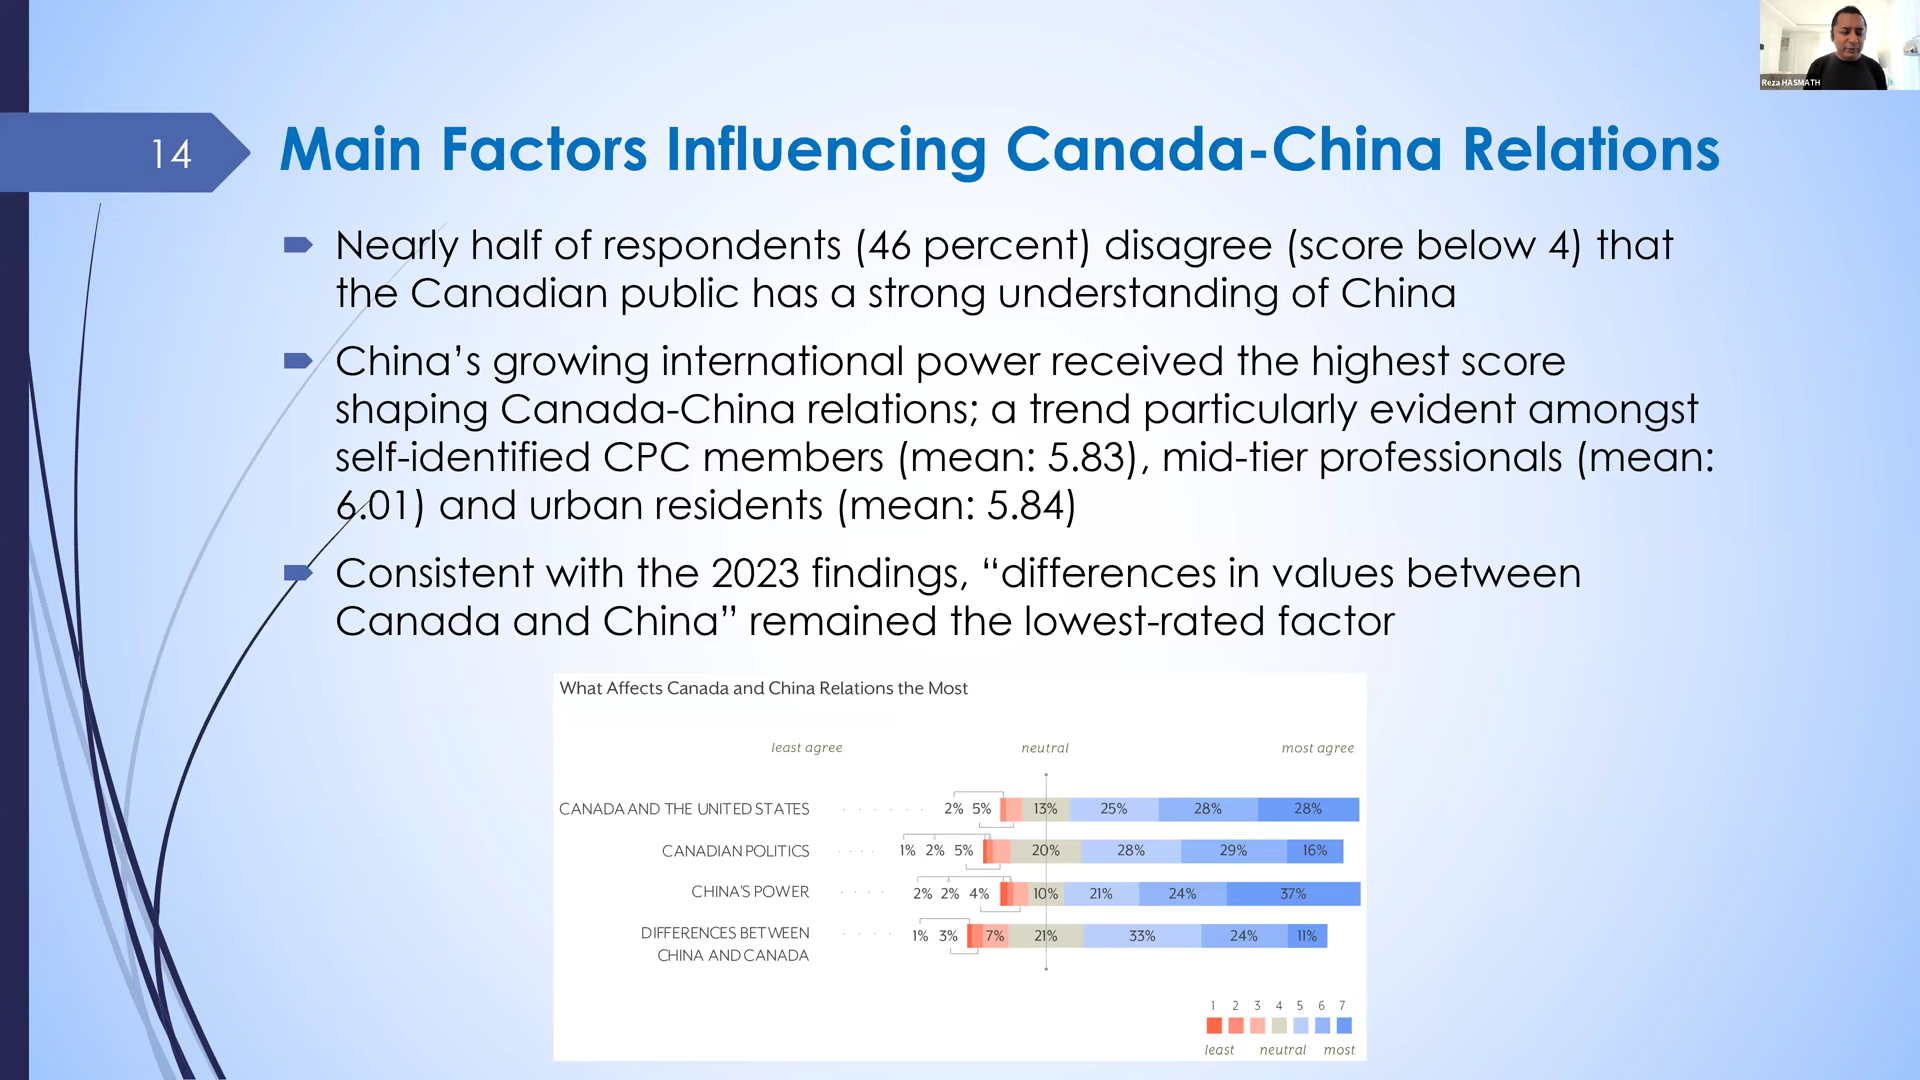 Reza HASMATH
14
Main Factors Influencing Canada-China Relations
Nearly half of respondents (46 percent) disagree (score below 4) that
the Canadian public has a strong understanding of China
China’s growing international power received the highest score
shaping Canada-China relations; a trend particularly evident amongst
self-identified CPC members (mean: 5.83), mid-tier professionals (mean:
6.01) and urban residents (mean: 5.84)
Consistent with the 2023 findings, “differences in values between
Canada and China” remained the lowest-rated factor
What Affects Canada and China Relations the Most
least agree neutral most agree
CANADA AND THE UNITED STATES 2% 5% 13% 25% 28% 28%
CANADIAN POLITICS 1% 2% 5% 20% 28% 29% 16%
CHINA'S POWER 2% 2% 4% 10% 21% 24% 37%
DIFFERENCES BETWEEN 1% 3% 7% 21% 33% 24% 11%
CHINA AND CANADA
1 2 3 4 5 6 7
least neutral most